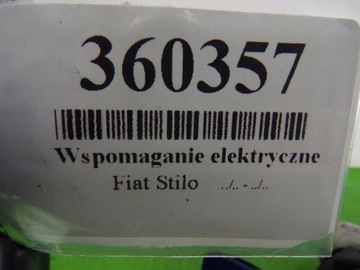 360357
Wspomaganie elektryczne
Fiat Stilo ../.. - ../..